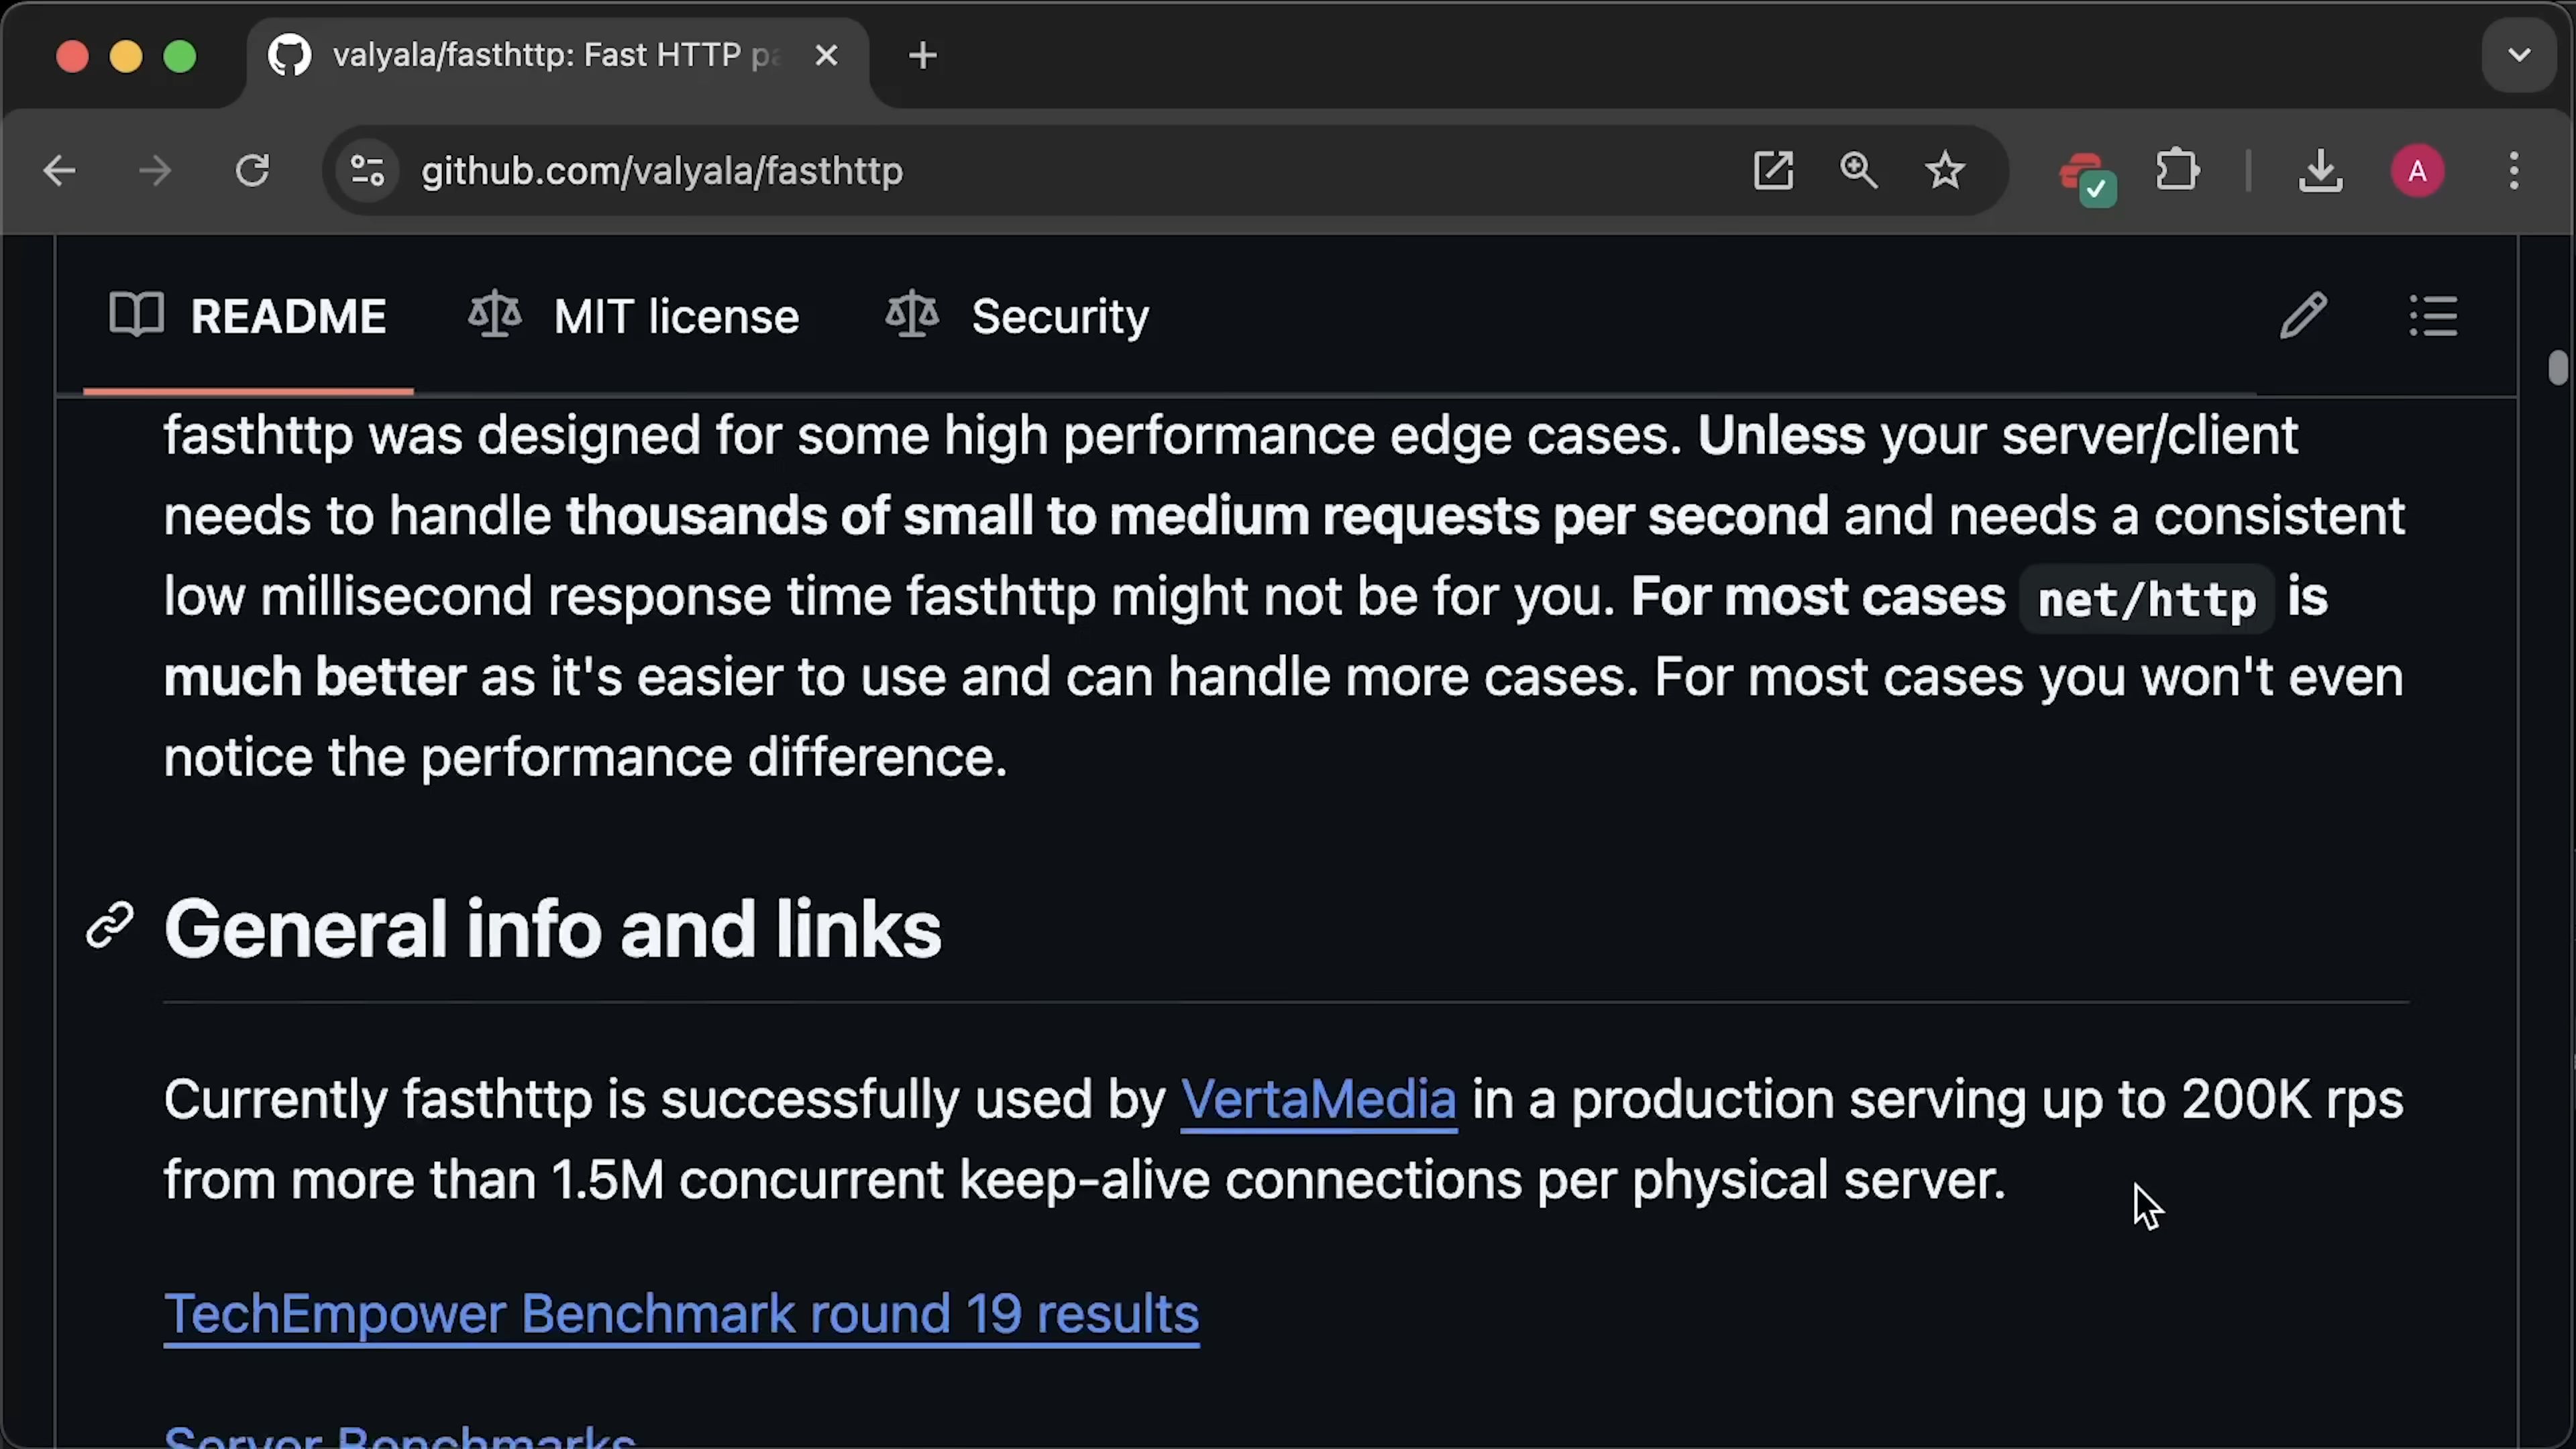 valyala/fasthttp: Fast HTTP pa
github.com/valyala/fasthttp
A
README
MIT license
Security
fasthttp was designed for some high performance edge cases. Unless your server/client
needs to handle thousands of small to medium requests per second and needs a consistent
low millisecond response time fasthttp might not be for you. For most cases net/http is
much better as it's easier to use and can handle more cases. For most cases you won't even
notice the performance difference.
General info and links
Currently fasthttp is successfully used by VertaMedia in a production serving up to 200K rps
from more than 1.5M concurrent keep-alive connections per physical server.
TechEmpower Benchmark round 19 results
Server Benchmarks